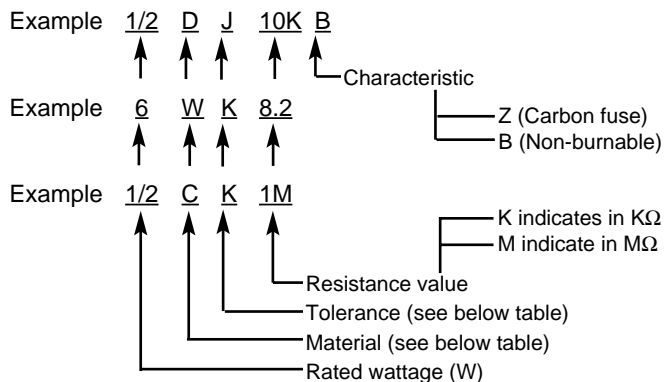 Example 1/2 D J 10K B
Characteristic
Z (Carbon fuse)
B (Non-burnable)
Example 6 W K 8.2
Example 1/2 C K 1M
K indicates in KΩ
M indicate in MΩ
Resistance value
Tolerance (see below table)
Material (see below table)
Rated wattage (W)